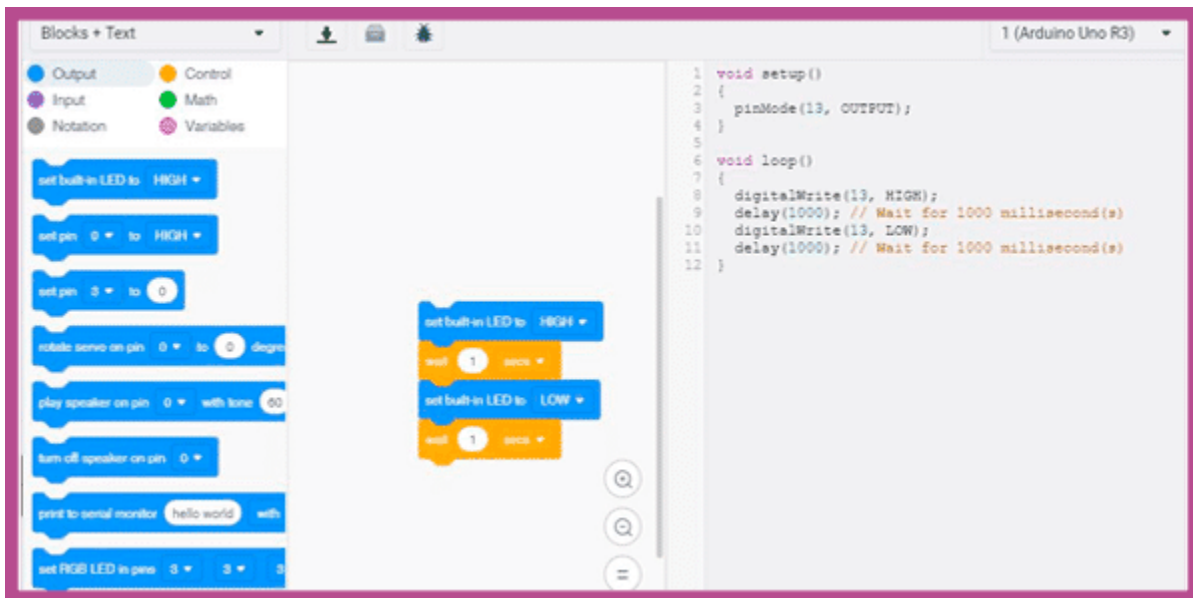 Blocks + Text
1 (Arduino Uno R3)
Output
Control
Input
Math
Notation
Variables
set built-in LED to HIGH
set pin 0 to HIGH
set pin 3 to 0
rotate servo on pin 0 to 0 degre
play speaker on pin 0 with tone 60
turn off speaker on pin 0
print to serial monitor hello world with
set RGB LED in pins 3 3 3
set built-in LED to HIGH
wait 1 secs
set built-in LED to LOW
wait 1 secs
=
1 void setup()
2 {
3 pinMode(13, OUTPUT);
4 }
5
6 void loop()
7 {
8 digitalWrite(13, HIGH);
9 delay(1000); // Wait for 1000 millisecond(s)
10 digitalWrite(13, LOW);
11 delay(1000); // Wait for 1000 millisecond(s)
12 }